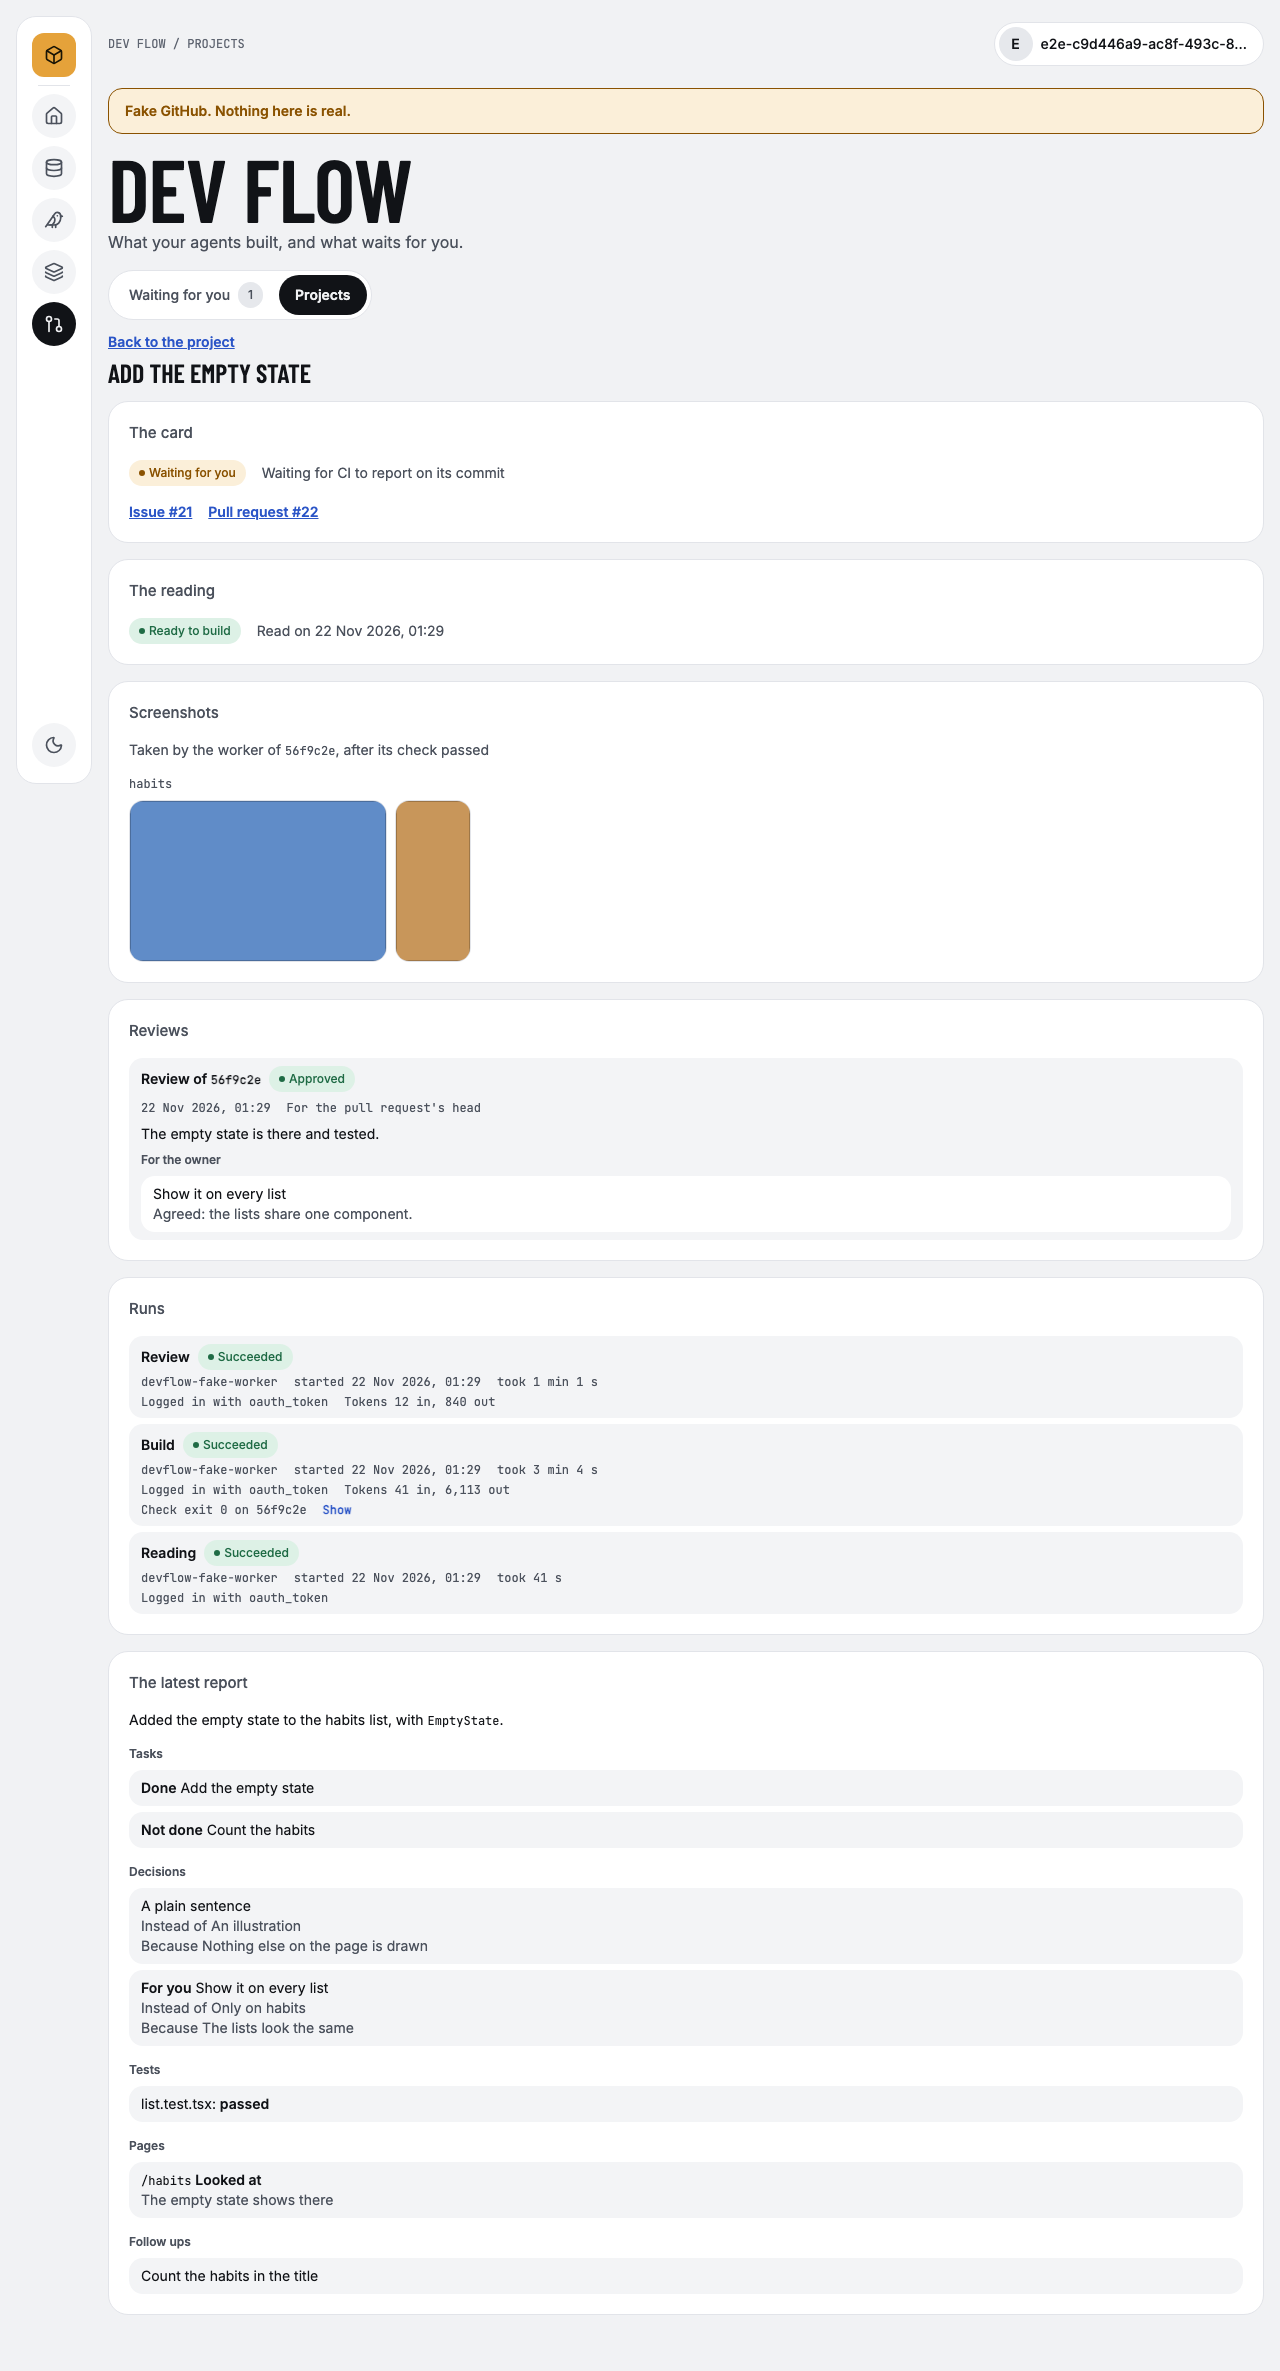 DEV FLOW / PROJECTS
E
e2e-c9d446a9-ac8f-493c-8...
Fake GitHub. Nothing here is real.
DEV FLOW
What your agents built, and what waits for you.
Waiting for you 1
Projects
Back to the project
ADD THE EMPTY STATE
The card
Waiting for you Waiting for CI to report on its commit
Issue #21 Pull request #22
The reading
Ready to build Read on 22 Nov 2026, 01:29
Screenshots
Taken by the worker of 56f9c2e, after its check passed
habits
Reviews
Review of 56f9c2e Approved
22 Nov 2026, 01:29 For the pull request's head
The empty state is there and tested.
For the owner
Show it on every list
Agreed: the lists share one component.
Runs
Review Succeeded
devflow-fake-worker started 22 Nov 2026, 01:29 took 1 min 1 s
Logged in with oauth_token Tokens 12 in, 840 out
Build Succeeded
devflow-fake-worker started 22 Nov 2026, 01:29 took 3 min 4 s
Logged in with oauth_token Tokens 41 in, 6,113 out
Check exit 0 on 56f9c2e Show
Reading Succeeded
devflow-fake-worker started 22 Nov 2026, 01:29 took 41 s
Logged in with oauth_token
The latest report
Added the empty state to the habits list, with EmptyState.
Tasks
Done Add the empty state
Not done Count the habits
Decisions
A plain sentence
Instead of An illustration
Because Nothing else on the page is drawn
For you Show it on every list
Instead of Only on habits
Because The lists look the same
Tests
list.test.tsx: passed
Pages
/habits Looked at
The empty state shows there
Follow ups
Count the habits in the title